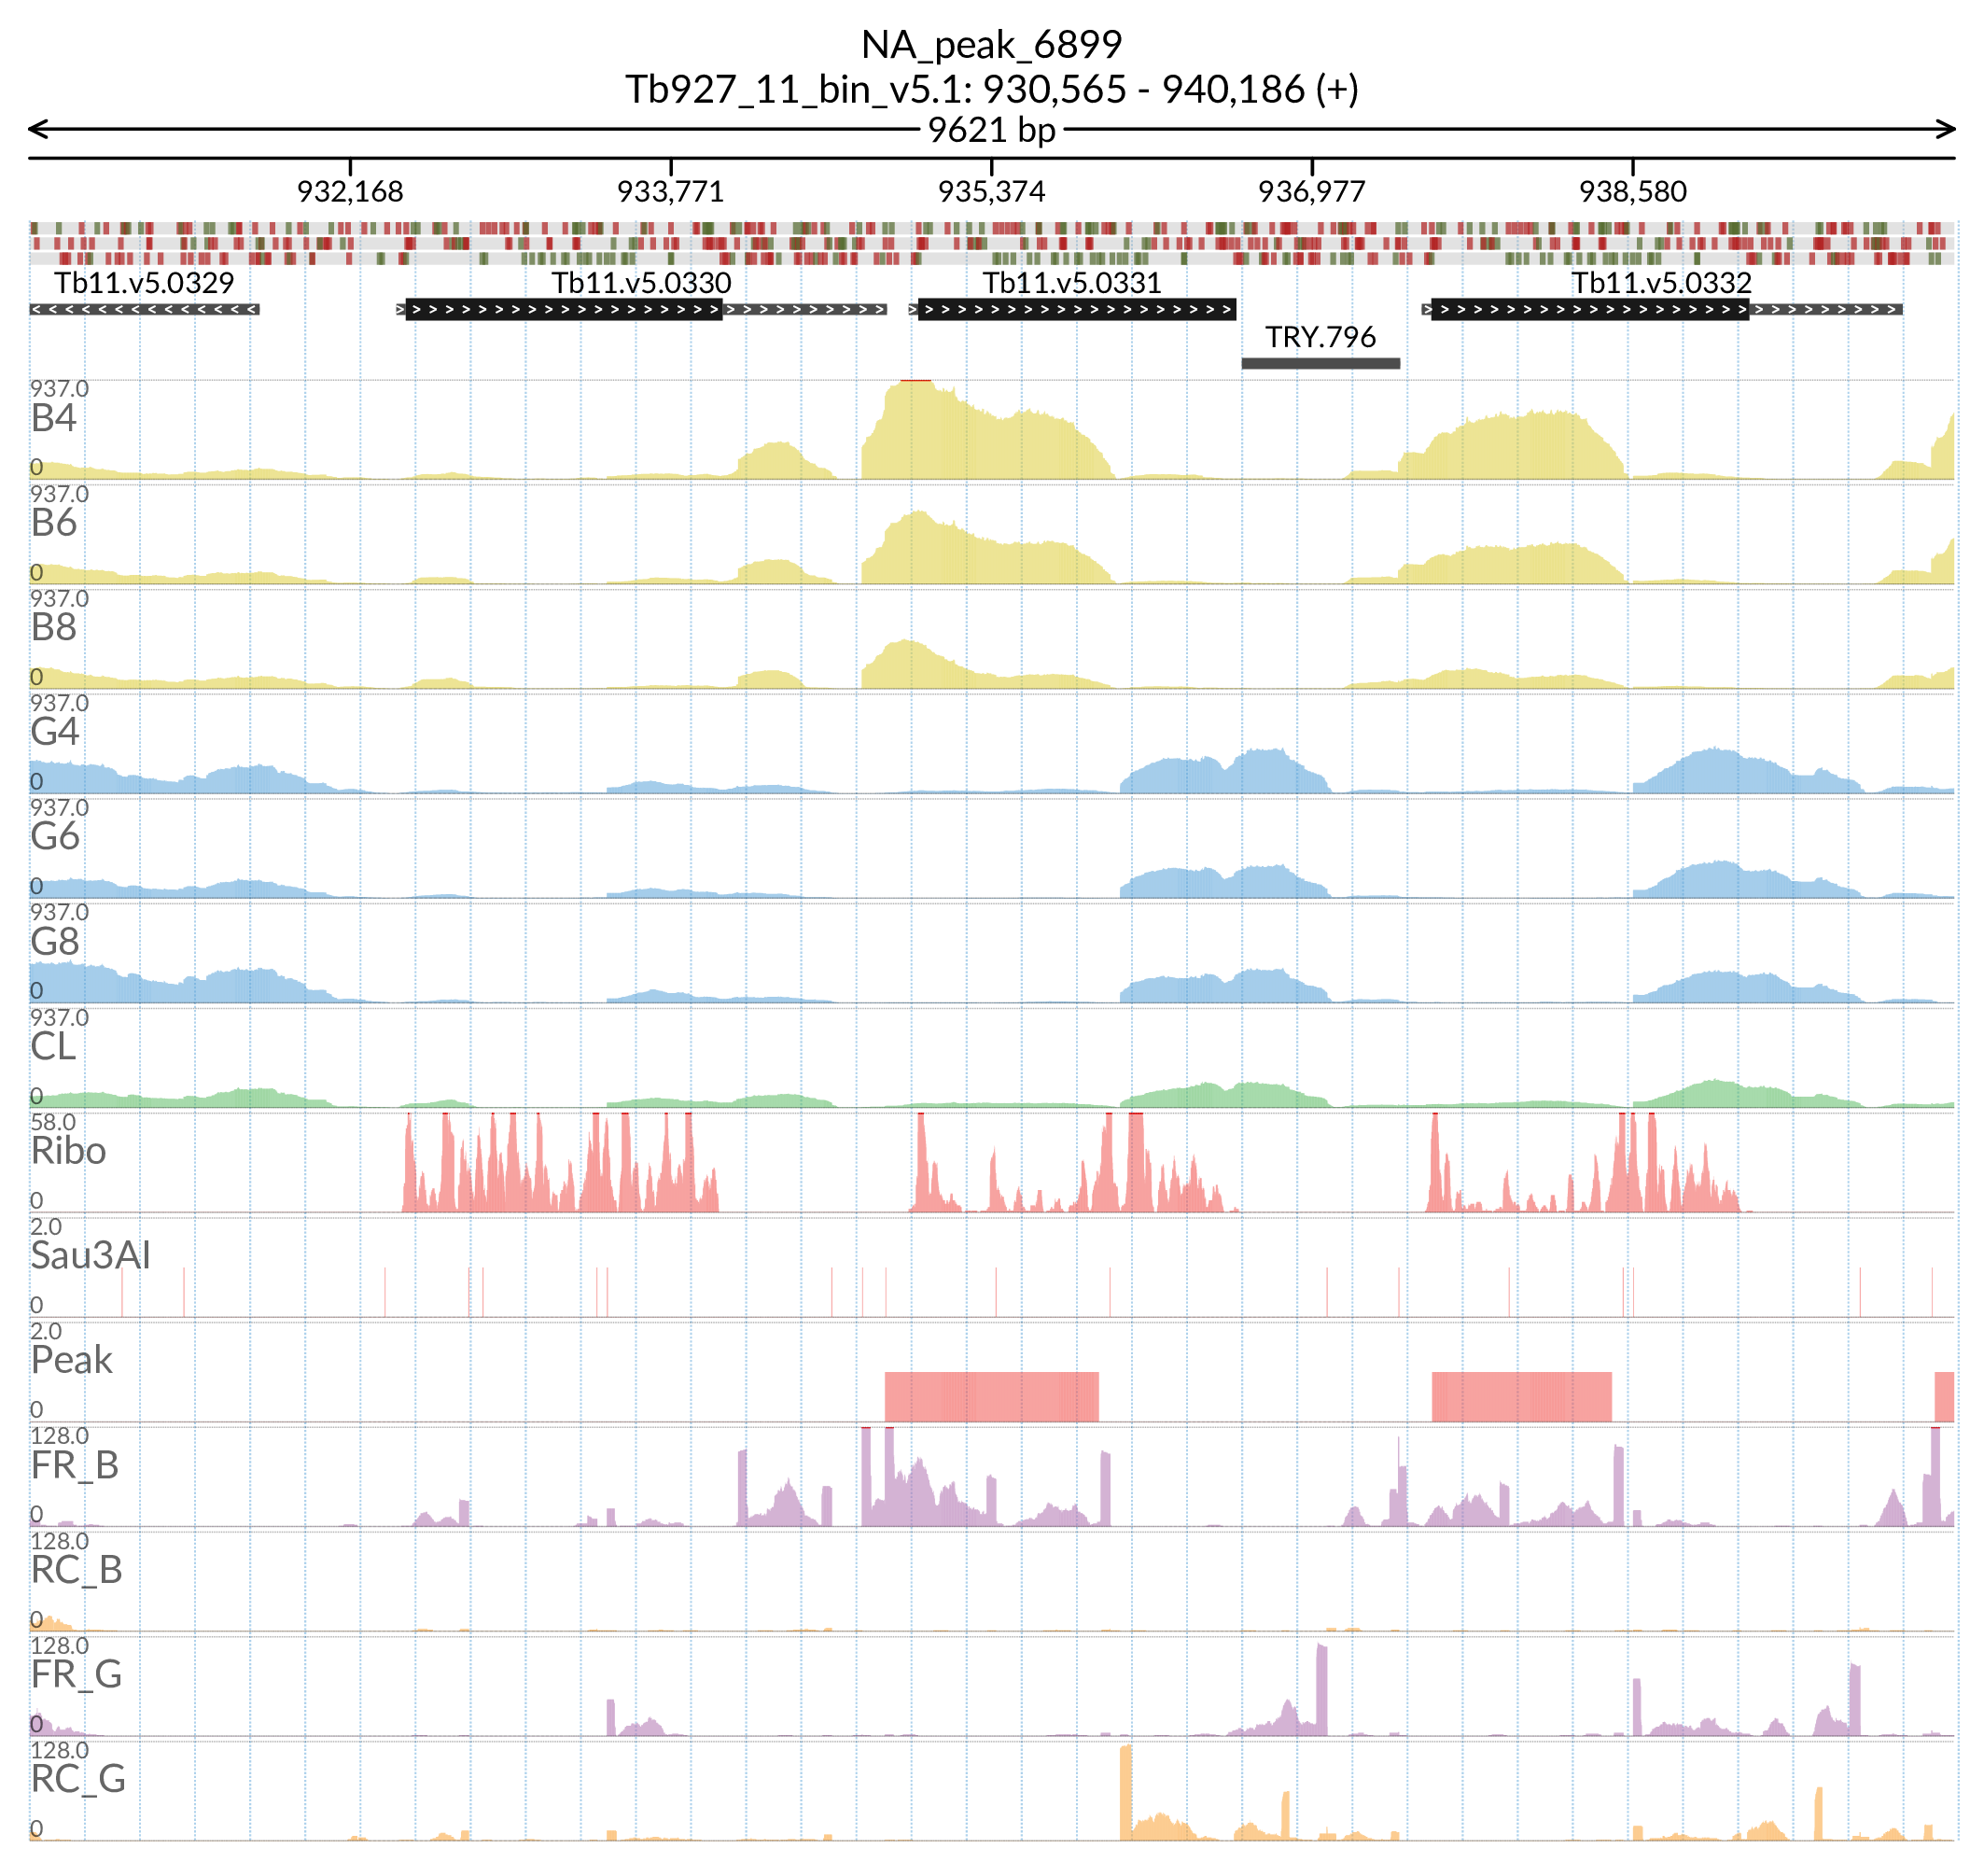 NA_peak_6899
Tb927_11_bin_v5.1: 930,565 - 940,186 (+)
9621 bp
932,168 933,771 935,374 936,977 938,580
Tb11.v5.0329 Tb11.v5.0330 Tb11.v5.0331 Tb11.v5.0332
TRY.796
937.0
B4
0
937.0
B6
0
937.0
B8
0
937.0
G4
0
937.0
G6
0
937.0
G8
0
937.0
CL
0
58.0
Ribo
0
2.0
Sau3AI
0
2.0
Peak
0
128.0
FR_B
0
128.0
RC_B
0
128.0
FR_G
0
128.0
RC_G
0